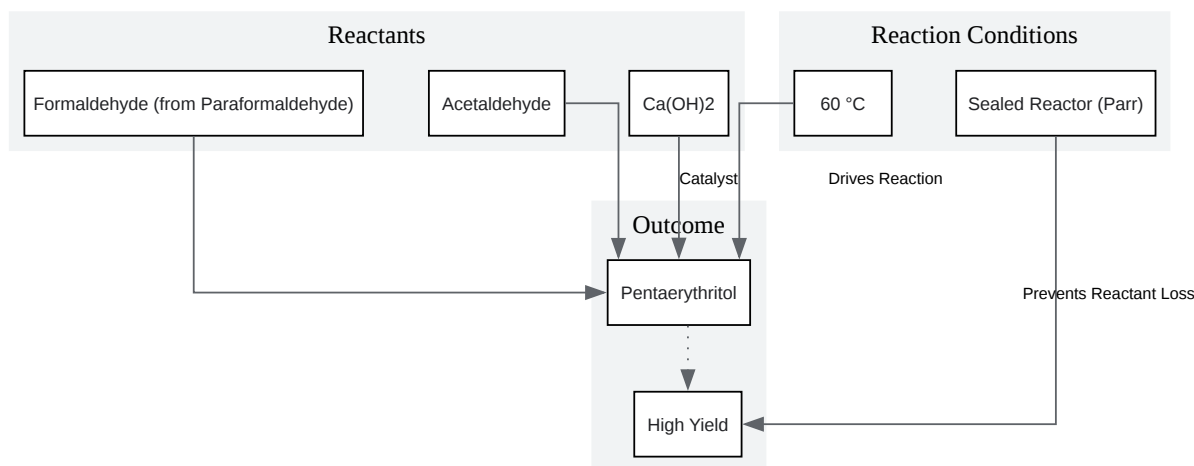 Reactants
Reaction Conditions
Formaldehyde (from Paraformaldehyde)
Acetaldehyde
Ca(OH)2
60 °C
Sealed Reactor (Parr)
Catalyst
Drives Reaction
Outcome
Pentaerythritol
Prevents Reactant Loss
High Yield